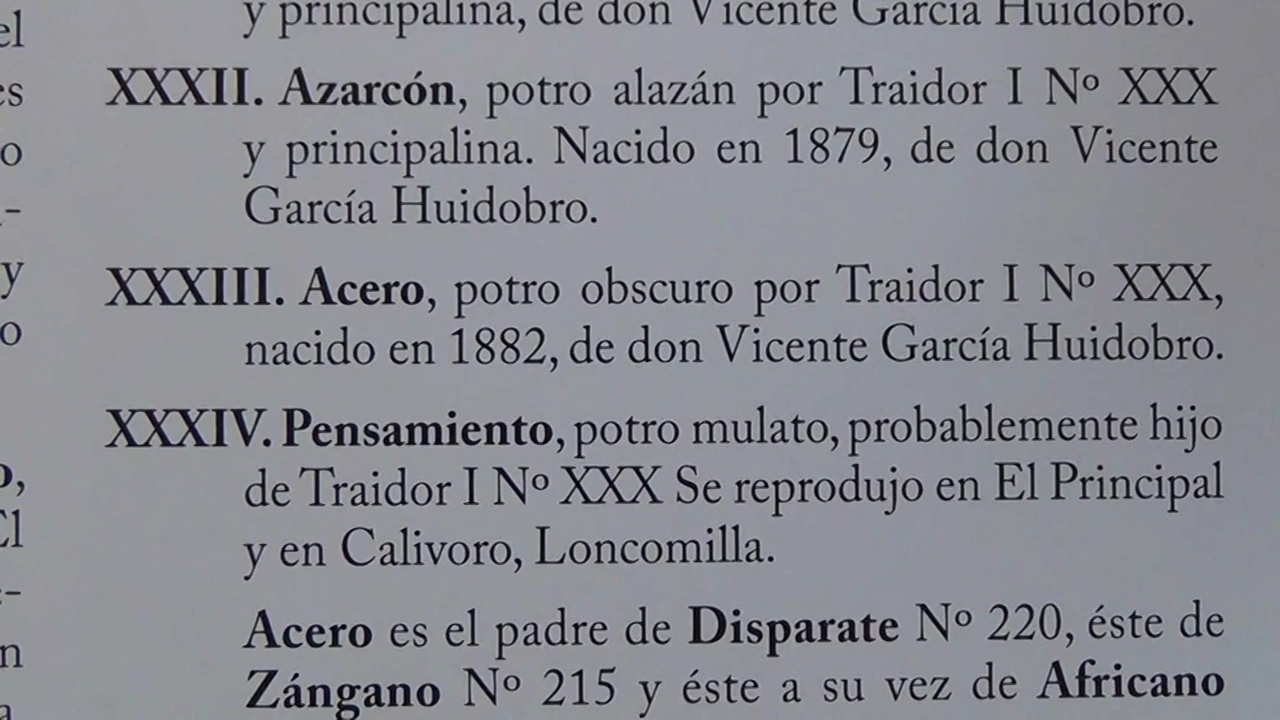 y principalina, de don Vicente García Huidobro.
XXXII. Azarcón, potro alazán por Traidor I Nº XXX
y principalina. Nacido en 1879, de don Vicente
García Huidobro.
XXXIII. Acero, potro obscuro por Traidor I Nº XXX,
nacido en 1882, de don Vicente García Huidobro.
XXXIV. Pensamiento, potro mulato, probablemente hijo
de Traidor I Nº XXX Se reprodujo en El Principal
y en Calivoro, Loncomilla.
Acero es el padre de Disparate Nº 220, éste de
Zángano Nº 215 y éste a su vez de Africano